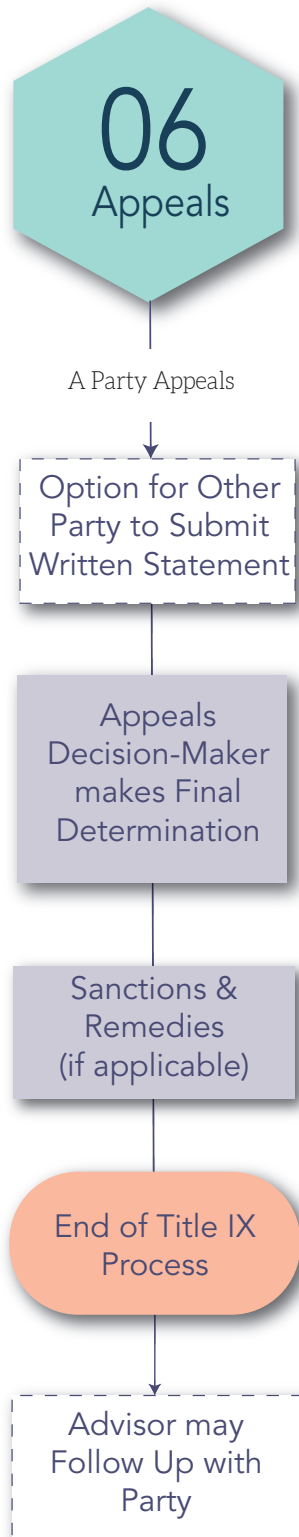 06
Appeals
A Party Appeals
Option for Other
Party to Submit
Written Statement
Appeals
Decision-Maker
makes Final
Determination
Sanctions &
Remedies
(if applicable)
End of Title IX
Process
Advisor may
Follow Up with
Party